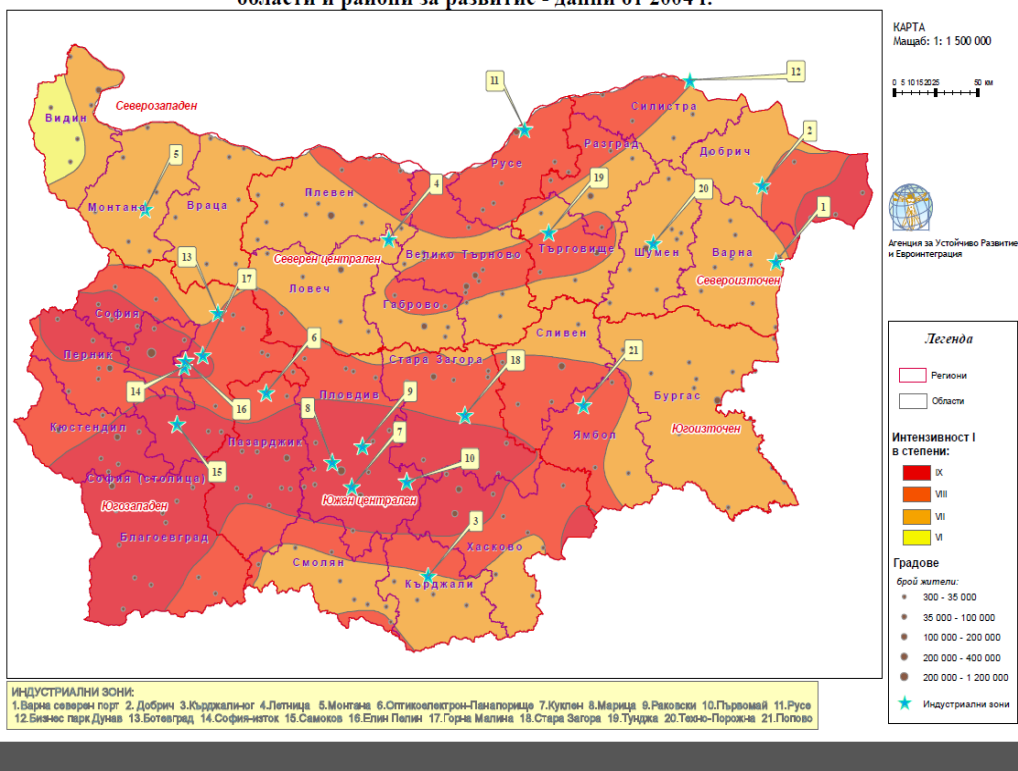 области и райони за развитие - данни от 2004 г.
КАРТА
Мащаб: 1: 1 500 000
0 5 10 15 20 25 50 км
Агенция за Устойчиво Развитие
и Евроинтеграция
12
11
Силистра
Северозападен
Видин
2
Разград
Добрич
5
Русе
19
4
20
Плевен
1
Монтана
Враца
13
Велико Търново
Търговище
Шумен
Варна
17
Северен централен
Североизточен
Ловеч
Габрово
София
6
Сливен
21
Перник
Стара Загора
18
14
16
8
Пловдив
9
Бургас
Кюстендил
7
Ямбол
Югоизточен
Пазарджик
15
10
София (столица)
Югозападен
Южен централен
3
Благоевград
Хасково
Смолян
Кърджали
Легенда
Региони
Области
Интензивност I
в степени:
IX
VIII
VII
VI
Градове
брой жители:
300 - 35 000
35 000 - 100 000
100 000 - 200 000
200 000 - 400 000
200 000 - 1 200 000
Индустриални зони
ИНДУСТРИАЛНИ ЗОНИ:
1.Варна северен порт 2. Добрич 3.Кърджали-юг 4.Летница 5.Монтана 6.Оптикоелектрон-Панагюрище 7.Куклен 8.Марица 9.Раковски 10.Първомай 11.Русе
12.Бизнес парк Дунав 13.Ботевград 14.София-изток 15.Самоков 16.Елин Пелин 17.Горна Малина 18.Стара Загора 19.Тунджа 20.Техно-Порожна 21.Попово